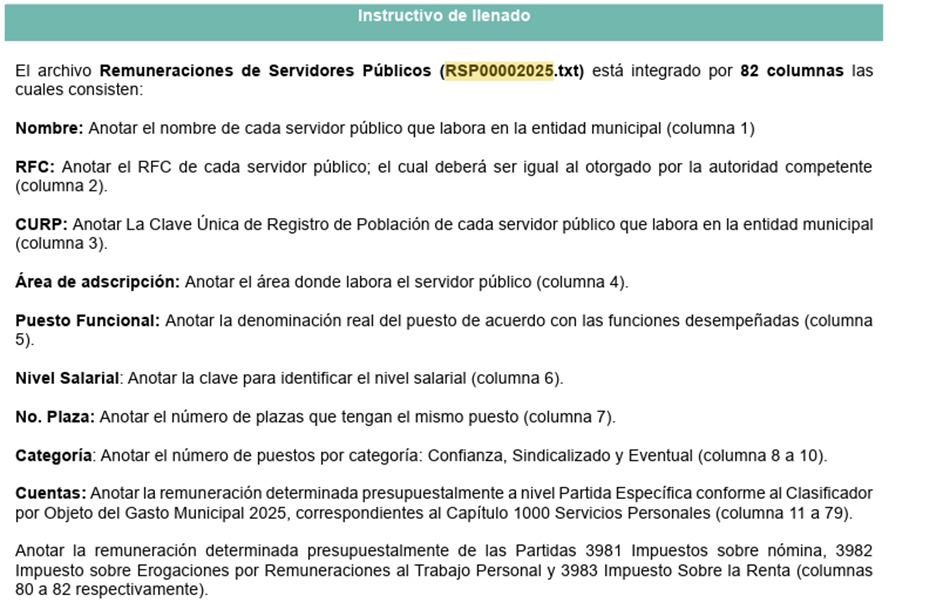 Instructivo de llenado
El archivo Remuneraciones de Servidores Públicos (RSP00002025.txt) está integrado por 82 columnas las
cuales consisten:
Nombre: Anotar el nombre de cada servidor público que labora en la entidad municipal (columna 1)
RFC: Anotar el RFC de cada servidor público; el cual deberá ser igual al otorgado por la autoridad competente
(columna 2).
CURP: Anotar La Clave Única de Registro de Población de cada servidor público que labora en la entidad municipal
(columna 3).
Área de adscripción: Anotar el área donde labora el servidor público (columna 4).
Puesto Funcional: Anotar la denominación real del puesto de acuerdo con las funciones desempeñadas (columna
5).
Nivel Salarial: Anotar la clave para identificar el nivel salarial (columna 6).
No. Plaza: Anotar el número de plazas que tengan el mismo puesto (columna 7).
Categoría: Anotar el número de puestos por categoría: Confianza, Sindicalizado y Eventual (columna 8 a 10).
Cuentas: Anotar la remuneración determinada presupuestalmente a nivel Partida Específica conforme al Clasificador
por Objeto del Gasto Municipal 2025, correspondientes al Capítulo 1000 Servicios Personales (columna 11 a 79).
Anotar la remuneración determinada presupuestalmente de las Partidas 3981 Impuestos sobre nómina, 3982
Impuesto sobre Erogaciones por Remuneraciones al Trabajo Personal y 3983 Impuesto Sobre la Renta (columnas
80 a 82 respectivamente).